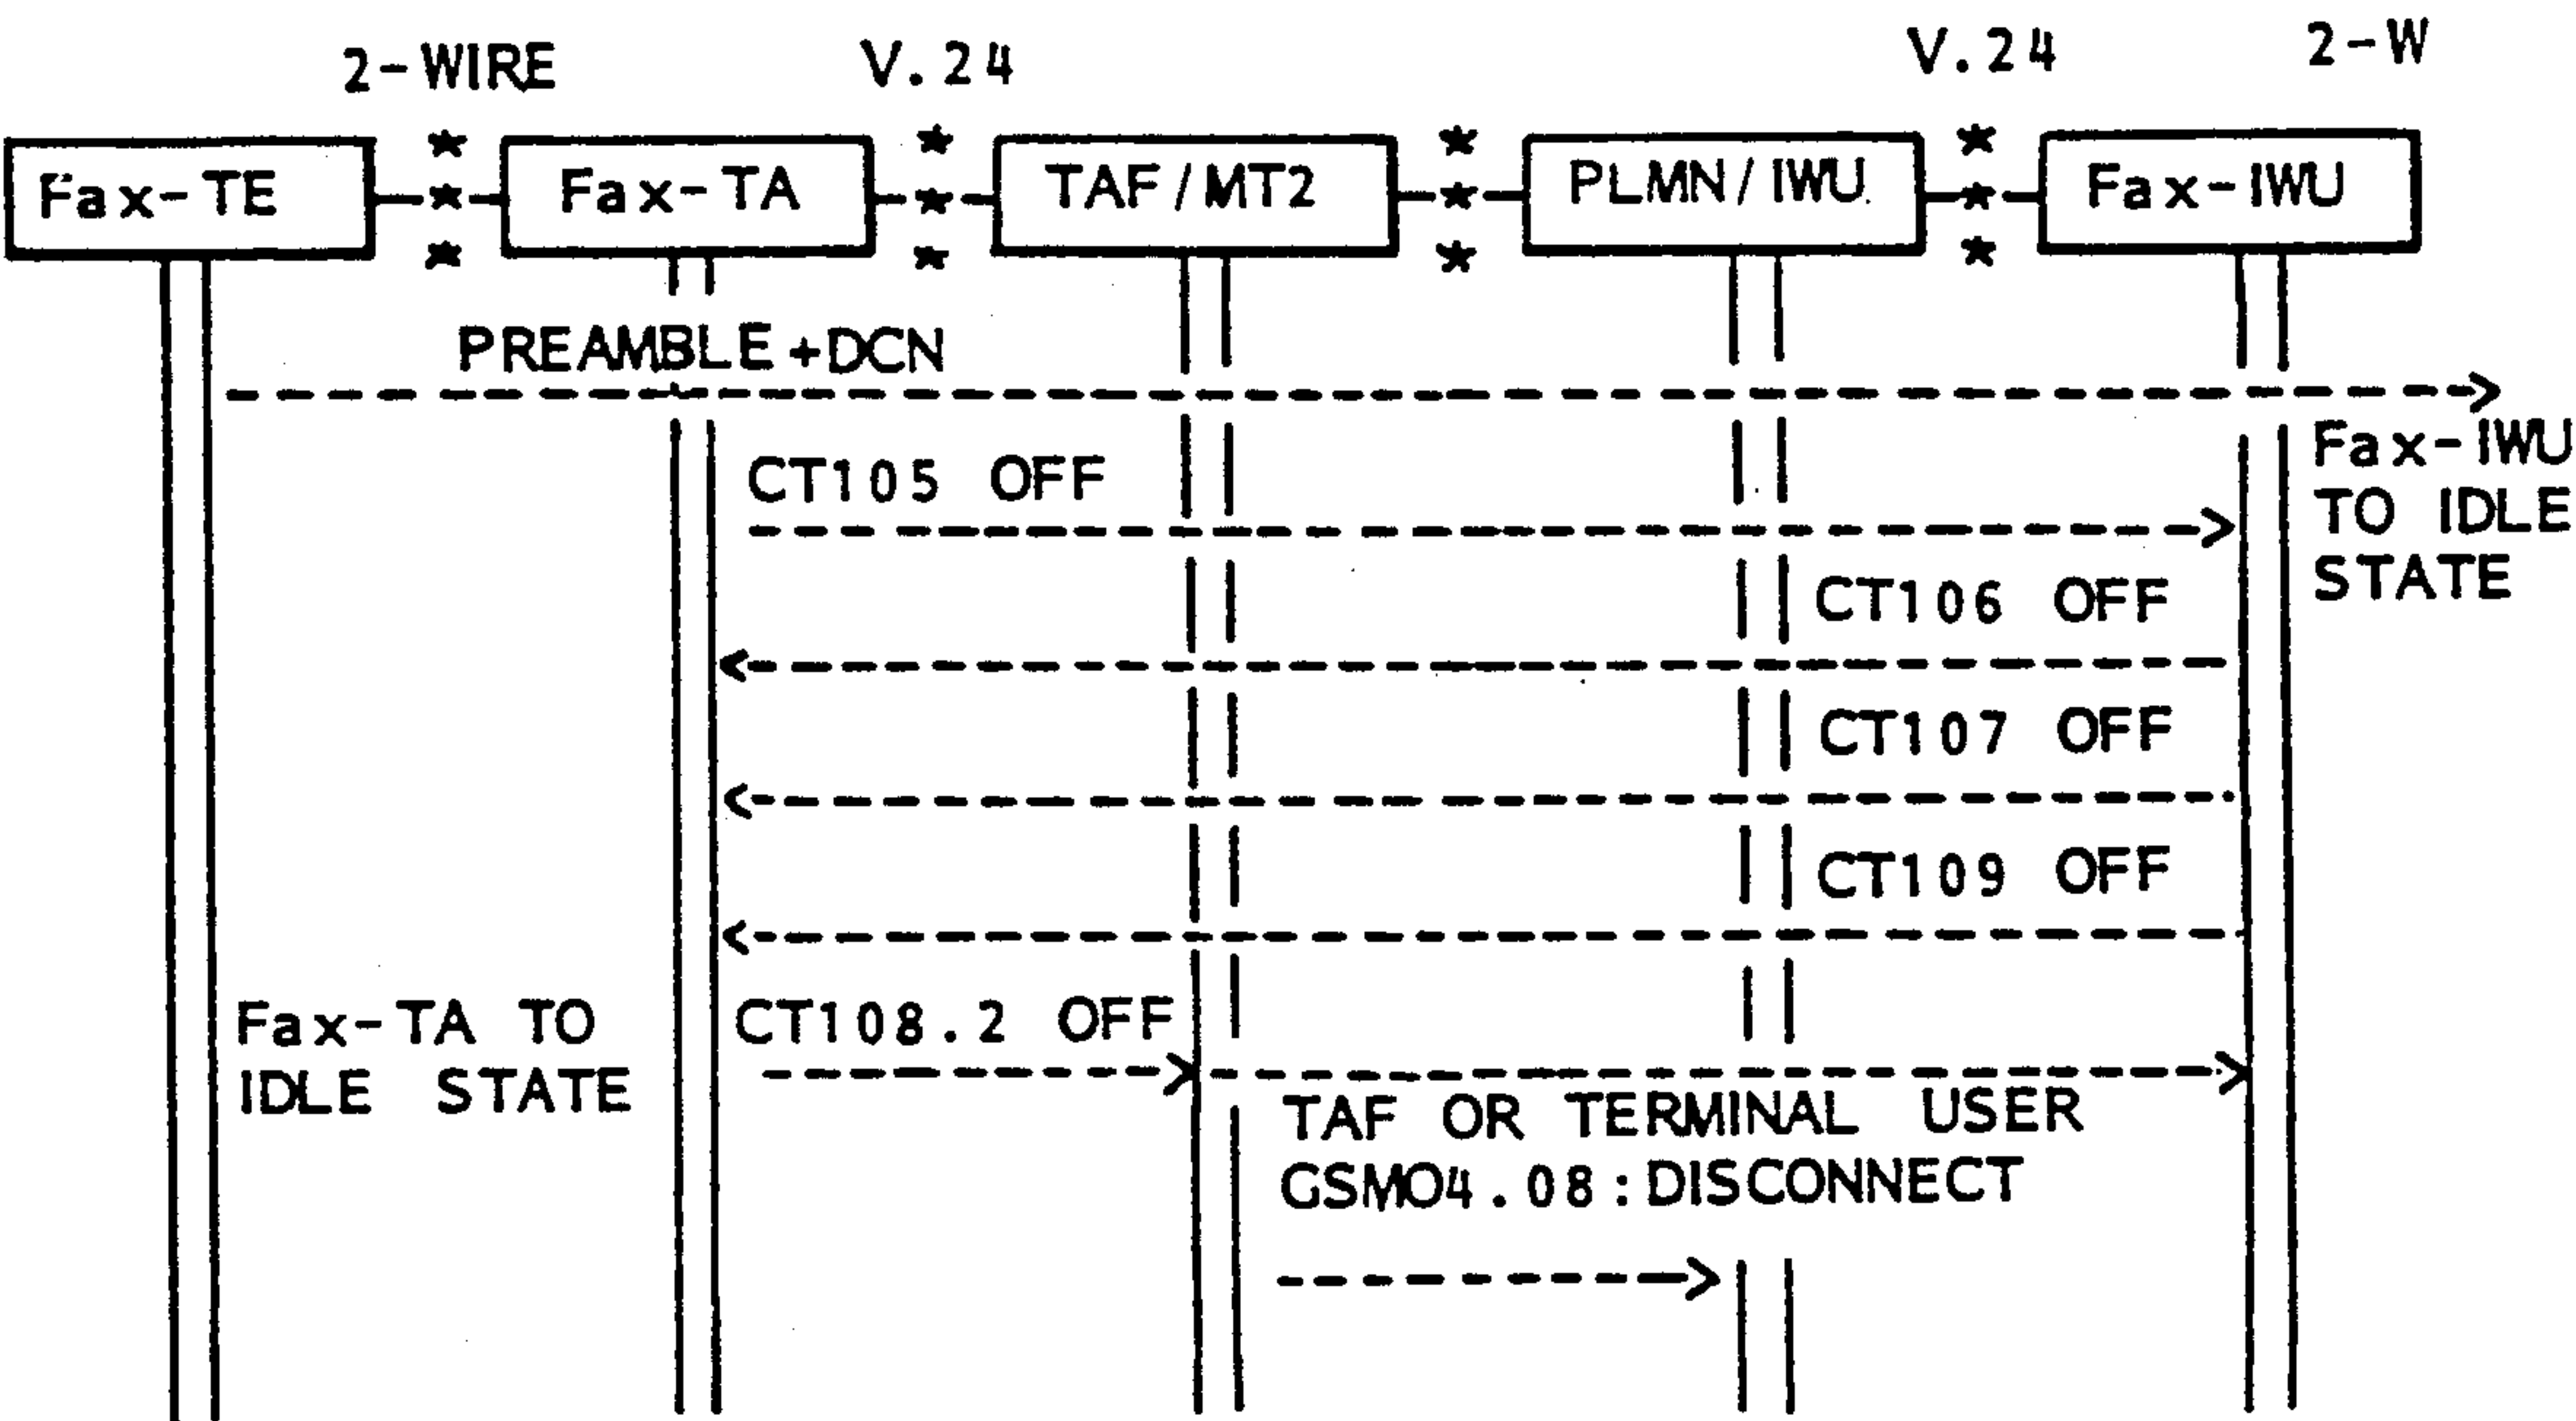 2-WIRE V.24 V.24 2-W
Fax-TE Fax-TA TAF/MT2 PLMN/IWU Fax-IWU
PREAMBLE+DCN
Fax-IWU
TO IDLE
STATE
CT105 OFF
CT106 OFF
CT107 OFF
CT109 OFF
Fax-TA TO
IDLE STATE
CT108.2 OFF
TAF OR TERMINAL USER
GSM04.08:DISCONNECT